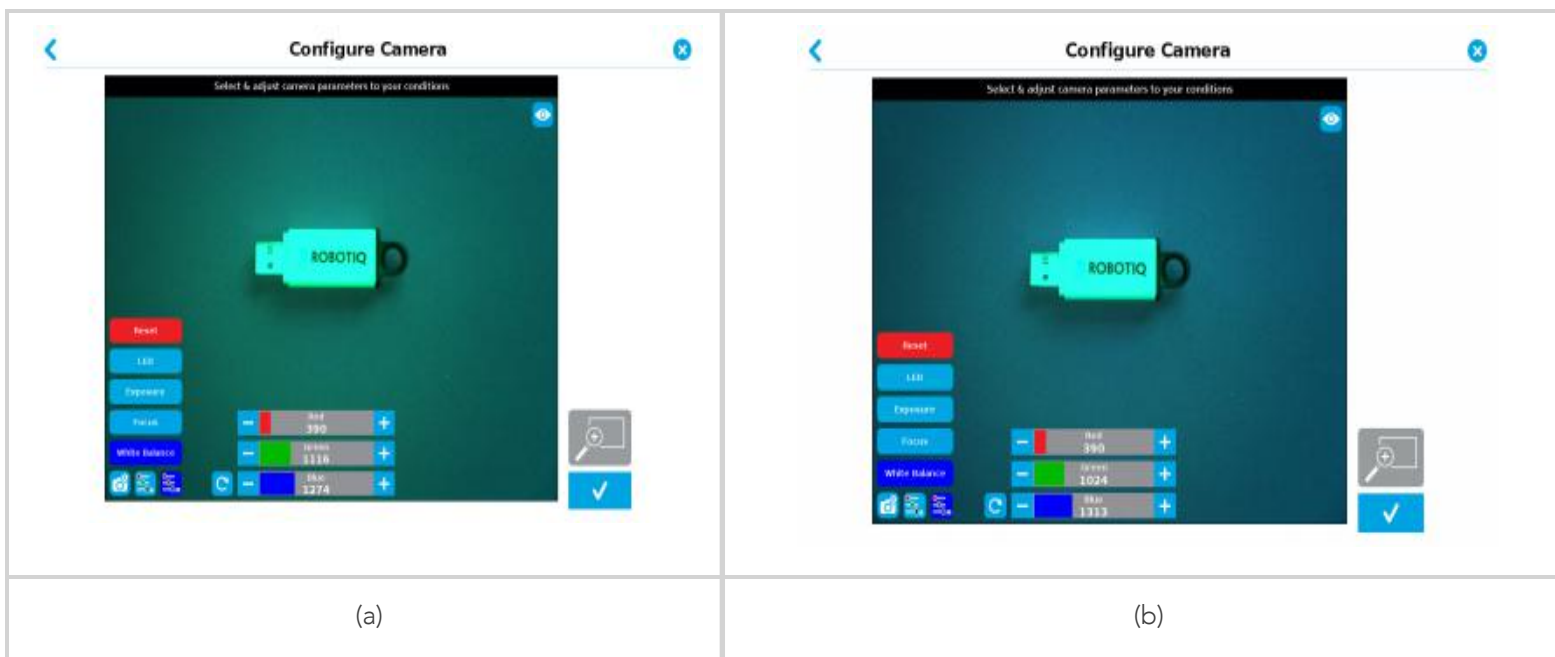 Configure Camera
Select & adjust camera parameters to your conditions
ROBOTIQ
Reset
LED
Exposure
Focus
White Balance
Red
390
Green
1116
Blue
1274
(a)
Configure Camera
Select & adjust camera parameters to your conditions
ROBOTIQ
Reset
LED
Exposure
Focus
White Balance
Red
390
Green
1024
Blue
1313
(b)